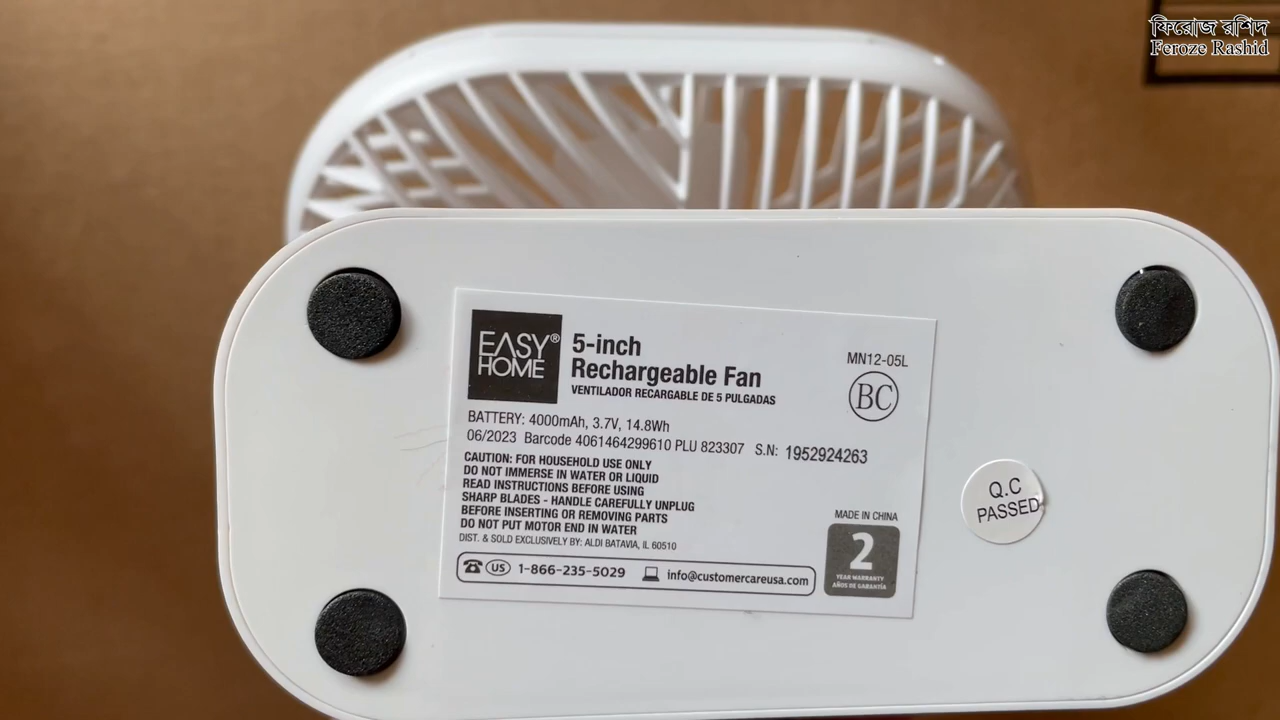 ফিরোজ রশিদ
Feroze Rashid
EASY®
HOME
5-inch
Rechargeable Fan
VENTILADOR RECARGABLE DE 5 PULGADAS
MN12-05L
BC
BATTERY: 4000mAh, 3.7V, 14.8Wh
06/2023 Barcode 4061464299610 PLU 823307 S.N: 1952924263
CAUTION: FOR HOUSEHOLD USE ONLY
DO NOT IMMERSE IN WATER OR LIQUID
READ INSTRUCTIONS BEFORE USING
SHARP BLADES - HANDLE CAREFULLY UNPLUG
BEFORE INSERTING OR REMOVING PARTS
DO NOT PUT MOTOR END IN WATER
DIST. & SOLD EXCLUSIVELY BY: ALDI BATAVIA, IL 60510
US 1-866-235-5029 info@customercareusa.com
MADE IN CHINA
2
YEAR WARRANTY
AÑOS DE GARANTÍA
Q.C
PASSED